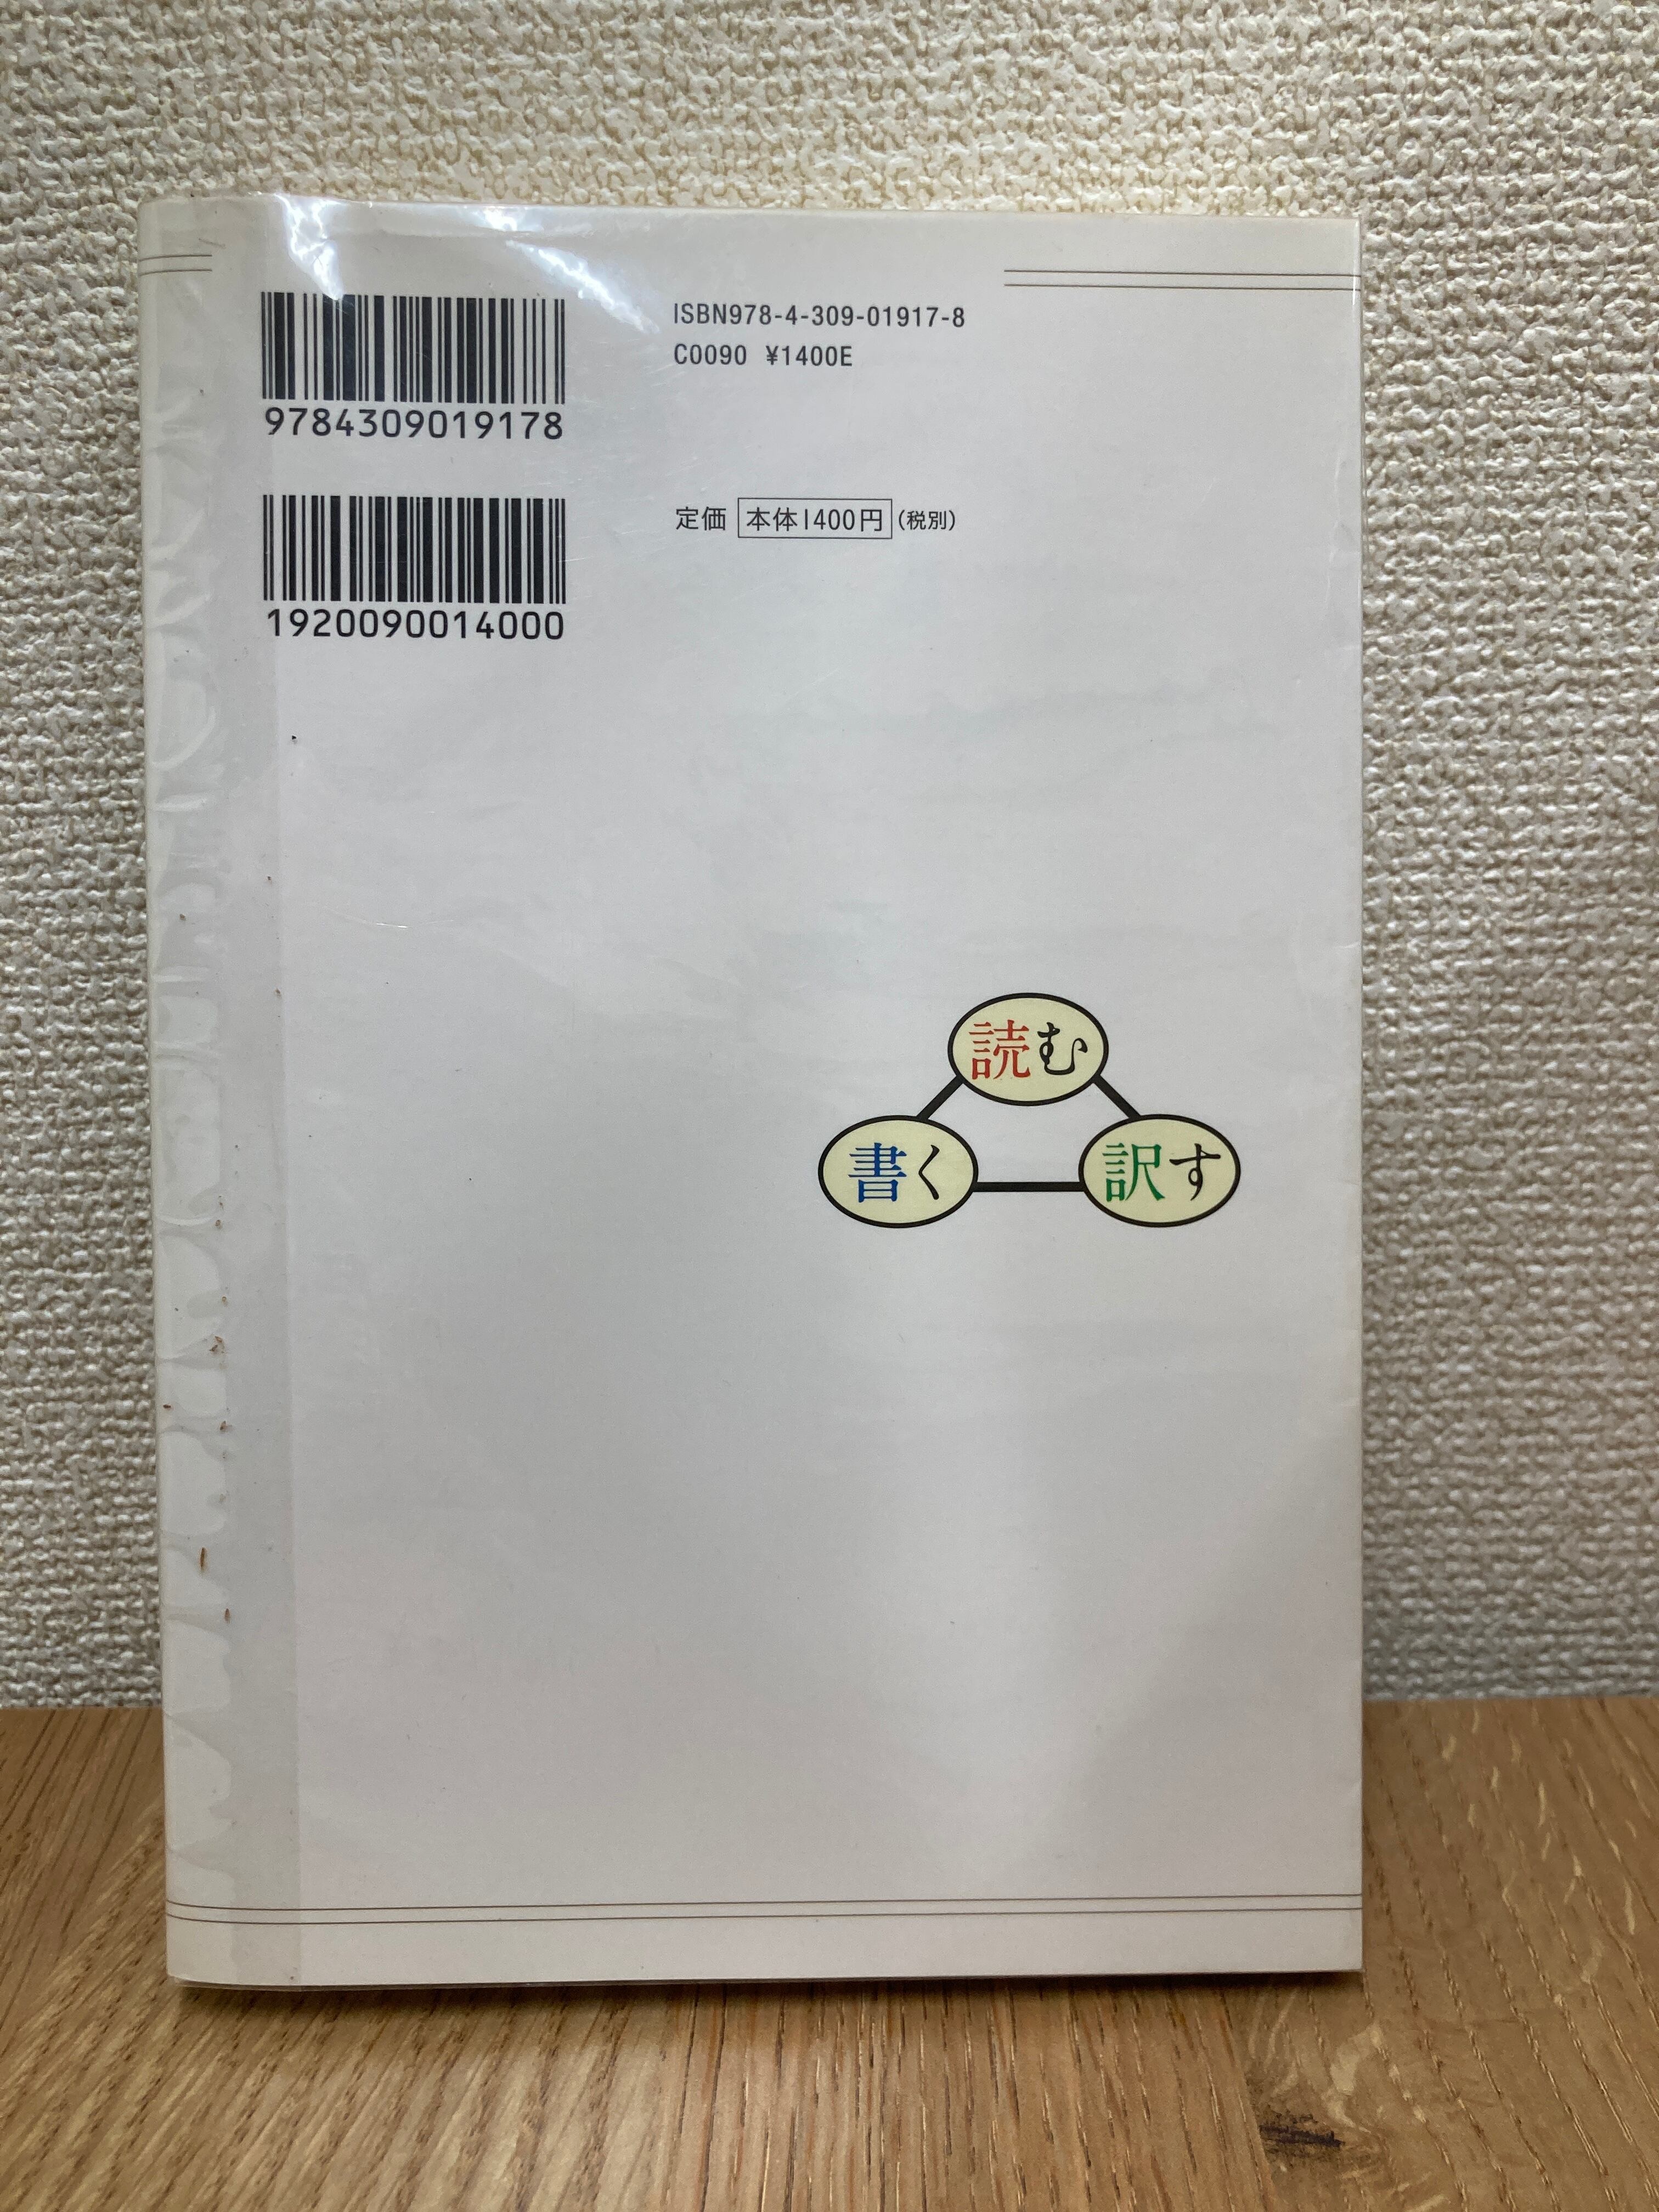 ISBN978-4-309-01917-8
C0090 ¥1400E
9784309019178
定価 本体1400円 (税別)
1920090014000
読む
書く
訳す